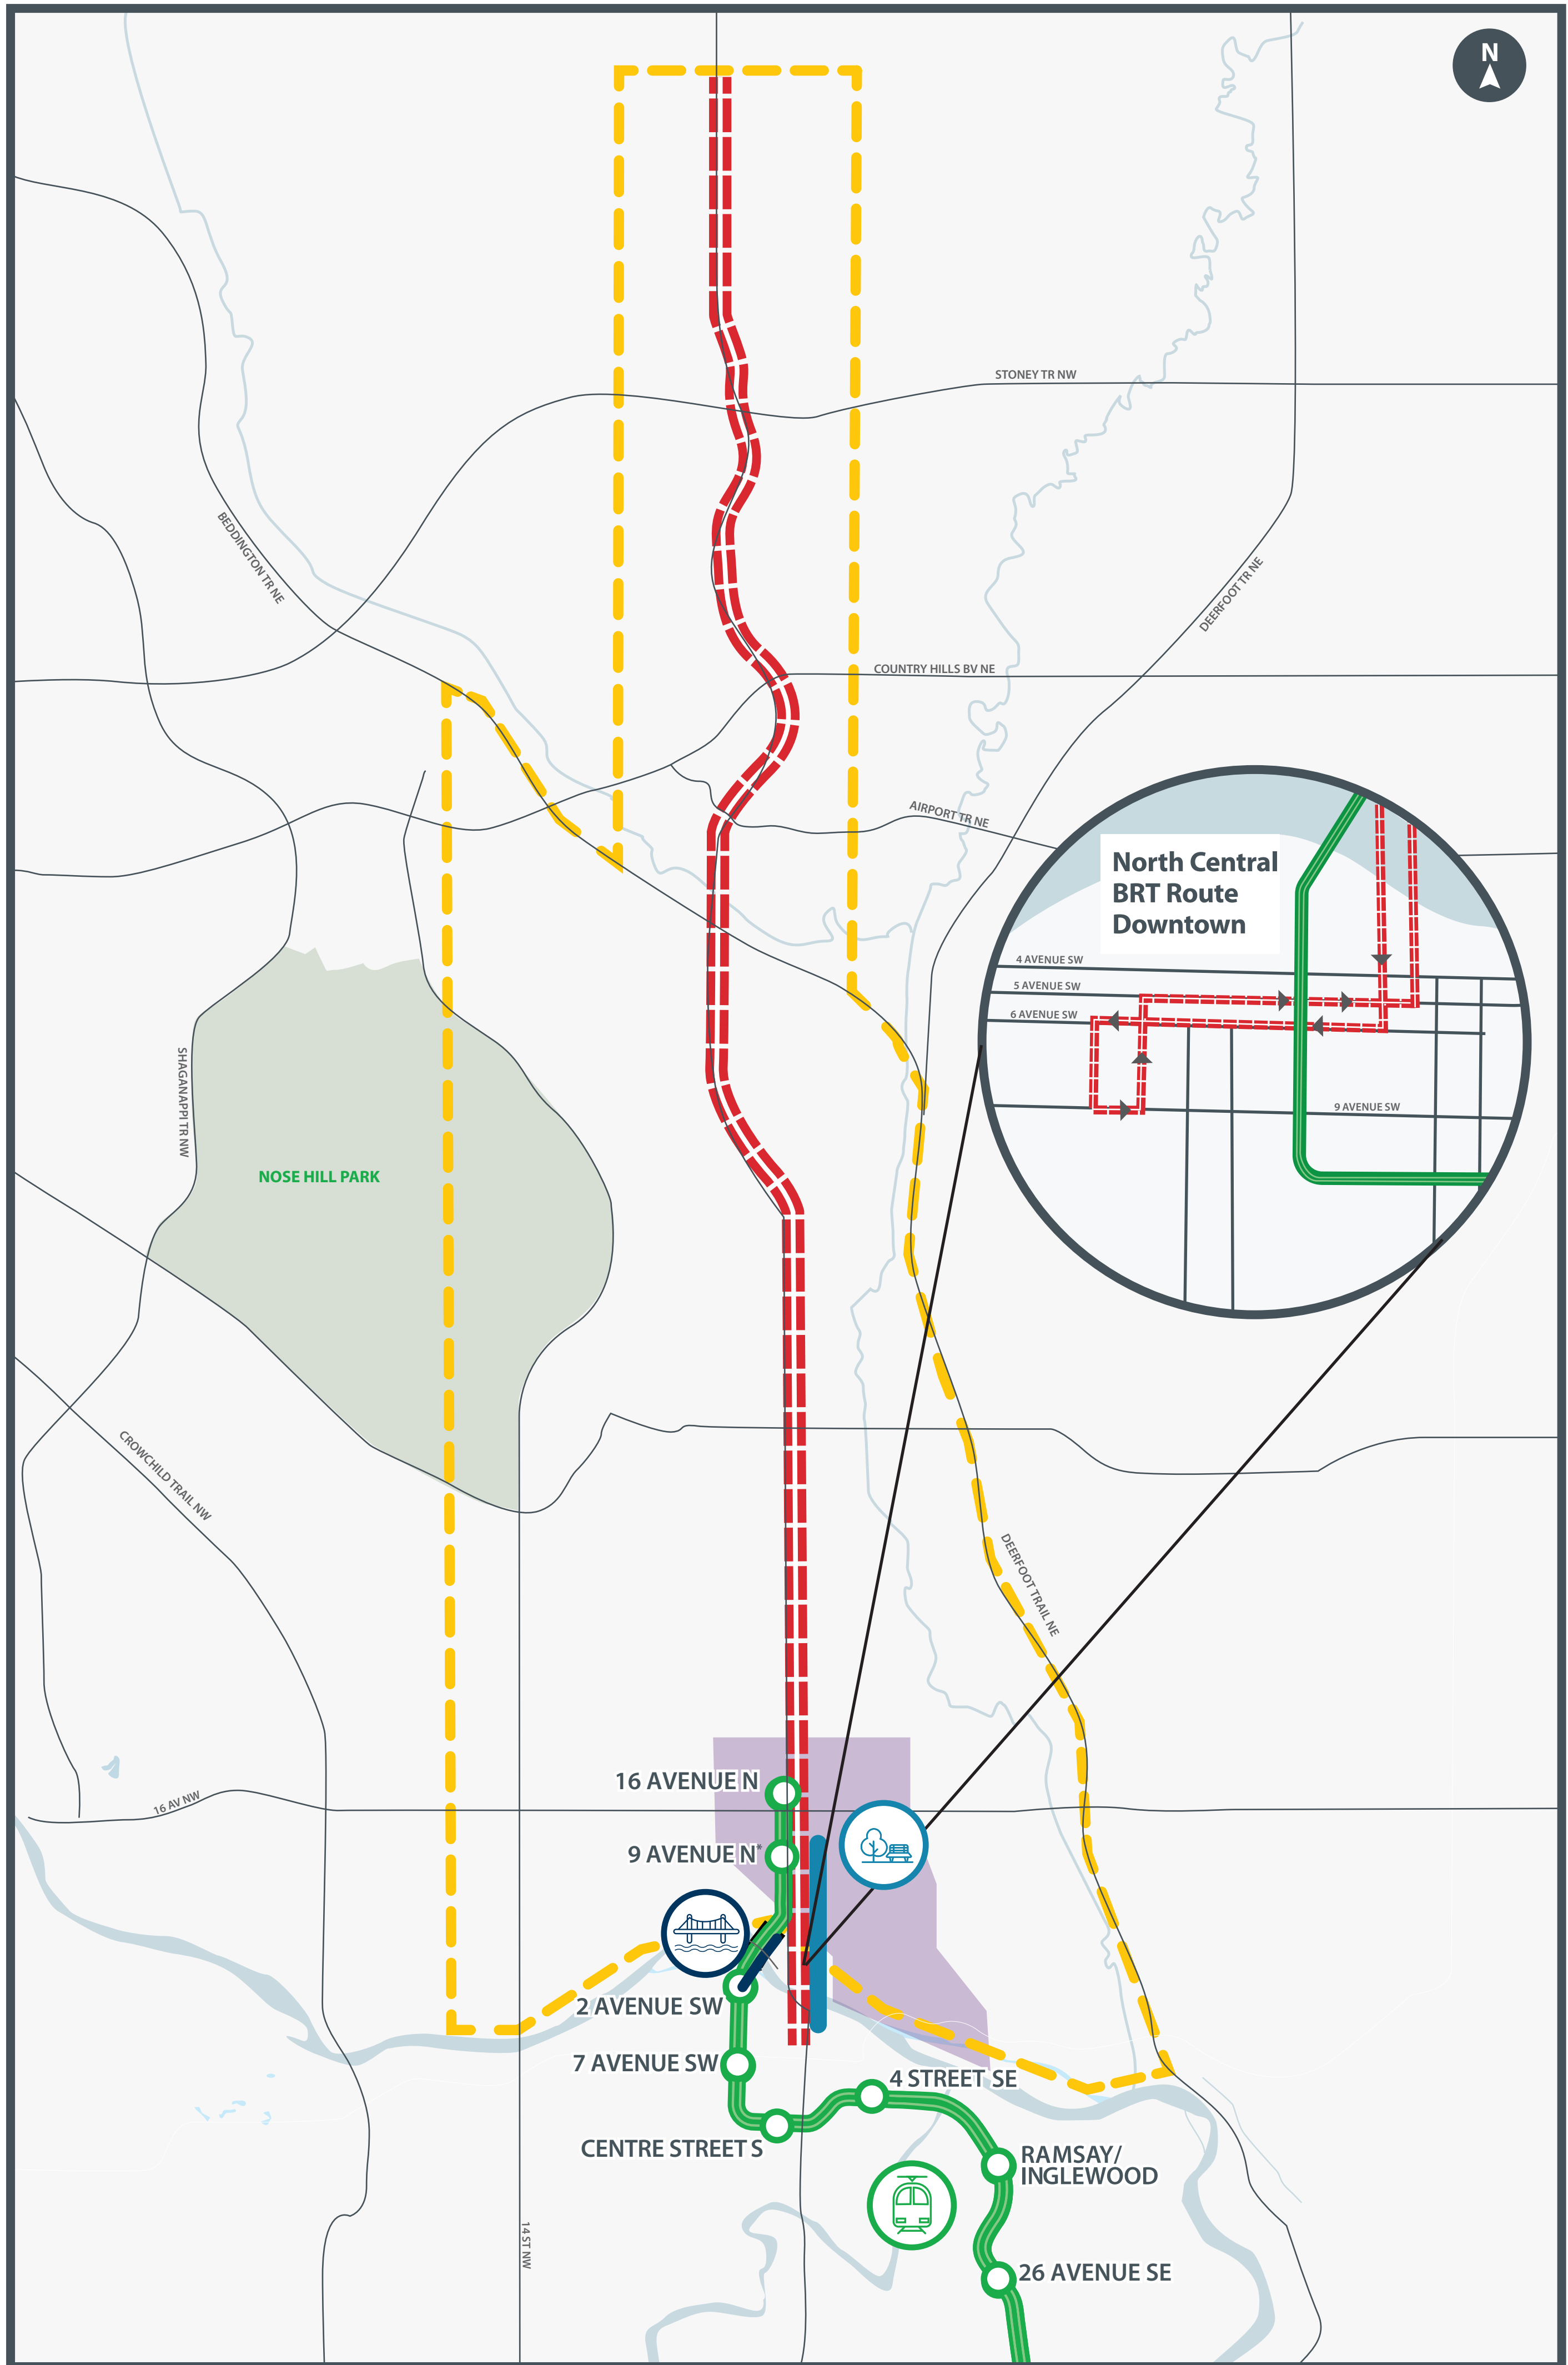 N
STONEY TR NW
BEDDINGTON TR NE
DEERFOOT TR NE
COUNTRY HILLS BV NE
AIRPORT TR NE
North Central
BRT Route
Downtown
4 AVENUE SW
5 AVENUE SW
6 AVENUE SW
9 AVENUE SW
SHAGANAPPI TR NW
NOSE HILL PARK
CROWCHILD TRAIL NW
DEERFOOT TRAIL NE
16 AVENUE N
16 AV NW
9 AVENUE N*
2 AVENUE SW
7 AVENUE SW
4 STREET SE
CENTRE STREET S
RAMSAY/
INGLEWOOD
14 ST NW
26 AVENUE SE